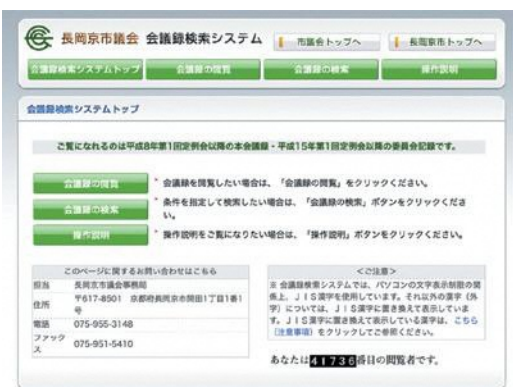 長岡京市議会 会議録検索システム
市議会トップへ
長岡京市トップへ
会議録検索システムトップ
会議録の閲覧
会議録の検索
操作説明
会議録検索システムトップ
ご覧になれるのは平成8年第1回定例会以降の本会議録・平成15年第1回定例会以降の委員会記録です。
会議録の閲覧
* 会議録を閲覧したい場合は、「会議録の閲覧」をクリックください。
会議録の検索
* 条件を指定して検索したい場合は、「会議録の検索」ボタンをクリックくださ
い。
操作説明
* 操作説明をご覧になりたい場合は、「操作説明」ボタンをクリックください。
このページに関するお問い合わせはこちら
担当 長岡京市議会事務局
住所 〒617-8501 京都府長岡京市開田1丁目1番1
号
電話 075-955-3148
ファック
ス 075-951-5410
＜ご注意＞
※ 会議録検索システムでは、パソコンの文字表示制限の関
係上、JIS漢字を使用しています。それ以外の漢字（外
字）については、JIS漢字に置き換えて表示していま
す。JIS漢字に置き換えて表示している漢字は、こちら
（注意事項）をクリックしてご参照ください。
あなたは41736番目の閲覧者です。